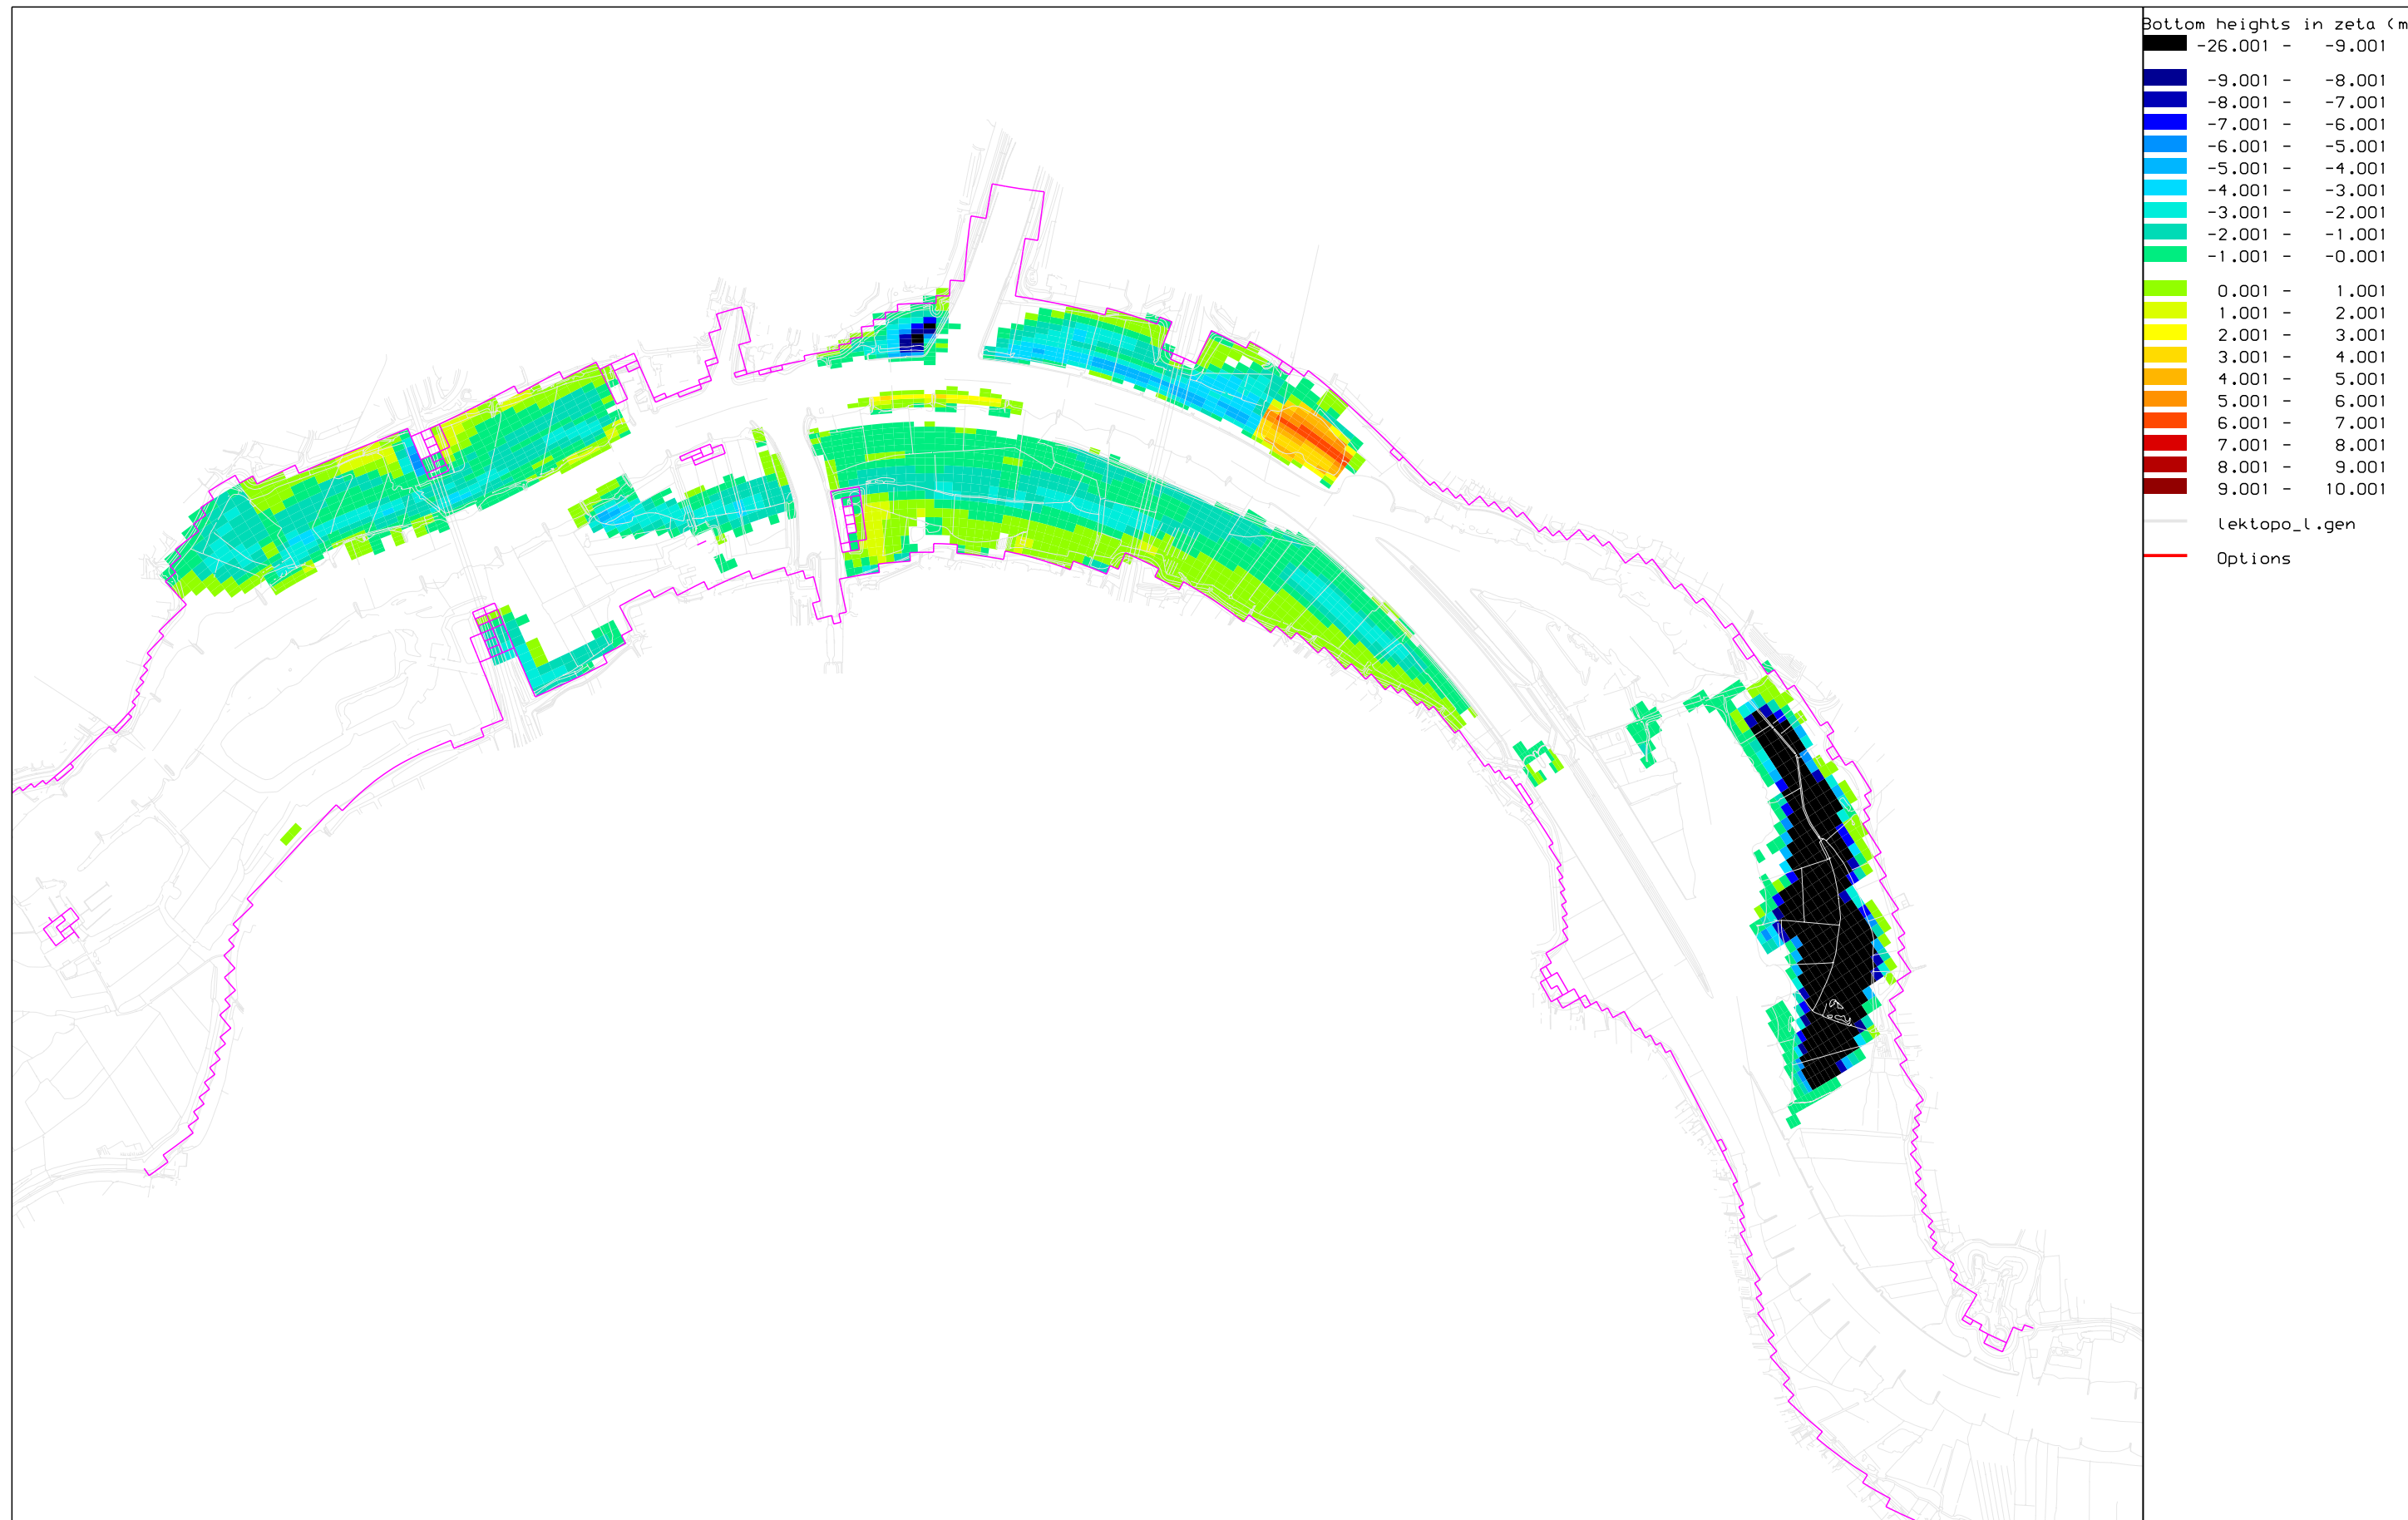 Bottom heights in zeta (m
-26.001 - -9.001
-9.001 - -8.001
-8.001 - -7.001
-7.001 - -6.001
-6.001 - -5.001
-5.001 - -4.001
-4.001 - -3.001
-3.001 - -2.001
-2.001 - -1.001
-1.001 - -0.001
0.001 - 1.001
1.001 - 2.001
2.001 - 3.001
3.001 - 4.001
4.001 - 5.001
5.001 - 6.001
6.001 - 7.001
7.001 - 8.001
8.001 - 9.001
9.001 - 10.001
lektopo_l.gen
Options